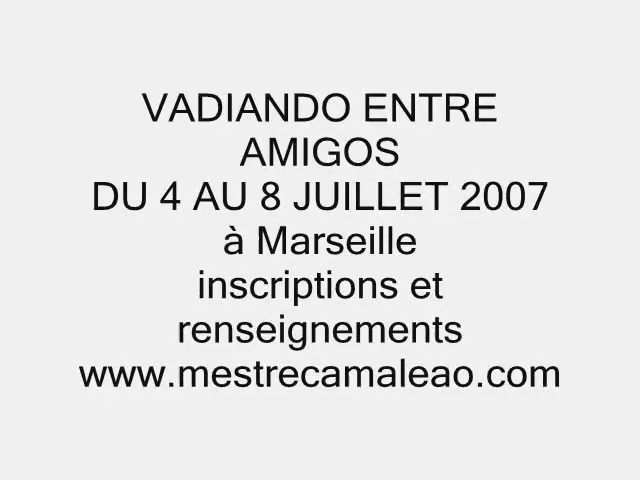 VADIANDO ENTRE
AMIGOS
DU 4 AU 8 JUILLET 2007
à Marseille
inscriptions et
renseignements
www.mestrecamaleao.com